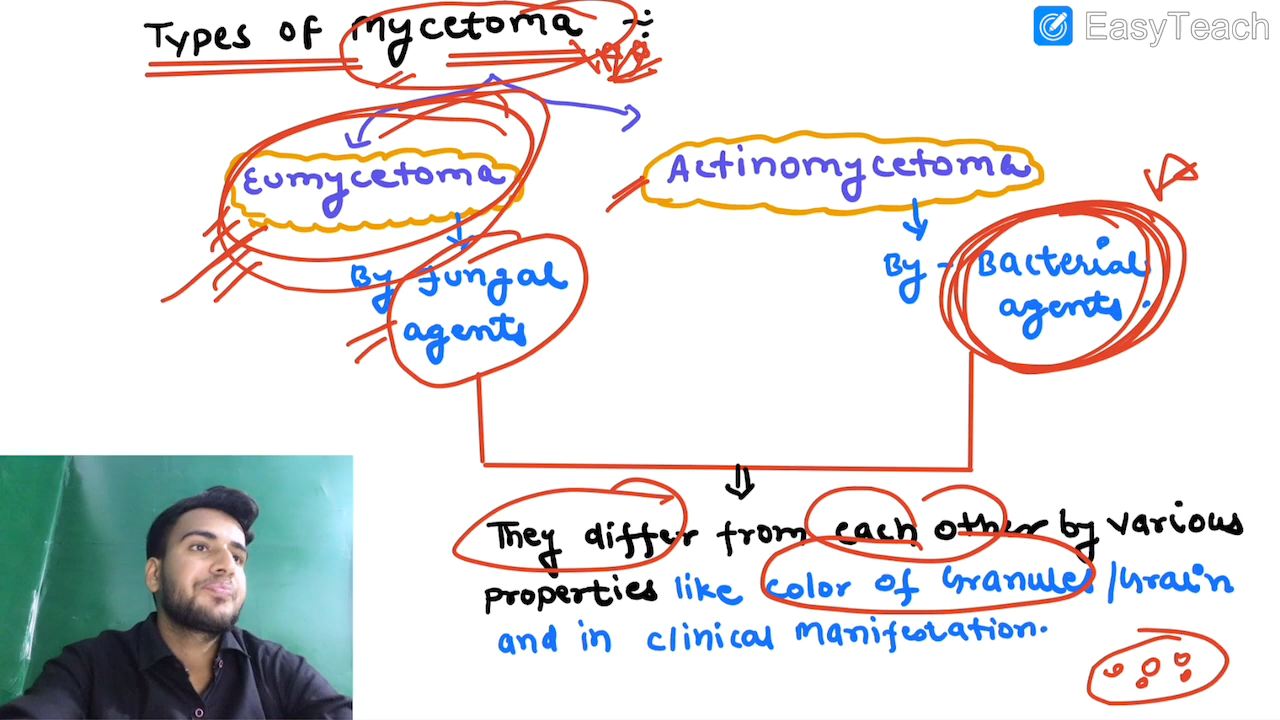 Types of Mycetoma :-
EasyTeach
Eumycetoma
Actinomycetoma
By fungal
agents
By - Bacterial
agents.
They differ from each other by various
properties like color of Granules/Grain
and in clinical Manifestation.